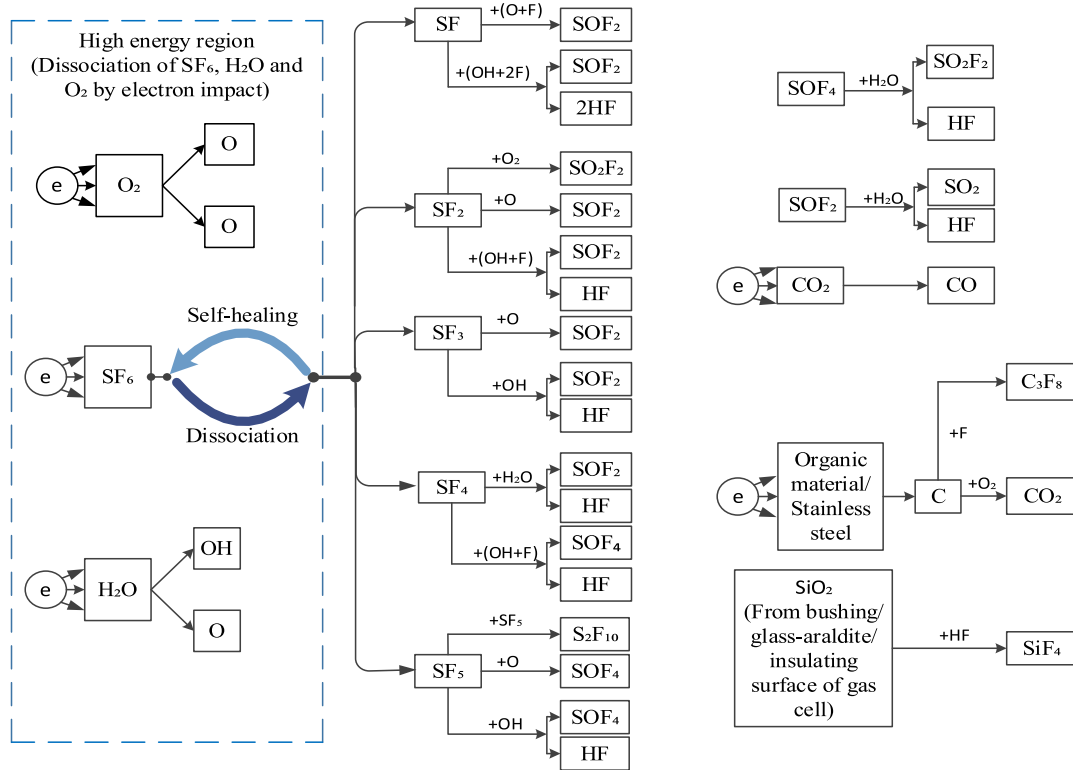 High energy region
(Dissociation of SF₆, H₂O and
O₂ by electron impact)
e
O₂
O
O
Self-healing
e
SF₆
Dissociation
e
H₂O
OH
O
SF
+(O+F)
SOF₂
+(OH+2F)
SOF₂
2HF
SF₂
+O₂
SO₂F₂
+O
SOF₂
+(OH+F)
SOF₂
HF
SF₃
+O
SOF₂
+OH
SOF₂
HF
SF₄
+H₂O
SOF₂
HF
+(OH+F)
SOF₄
HF
SF₅
+SF₅
S₂F₁₀
+O
SOF₄
+OH
SOF₄
HF
SOF₄
+H₂O
SO₂F₂
HF
SOF₂
+H₂O
SO₂
HF
e
CO₂
CO
e
Organic
material/
Stainless
steel
C
+F
C₃F₈
+O₂
CO₂
SiO₂
(From bushing/
glass-araldite/
insulating
surface of gas
cell)
+HF
SiF₄